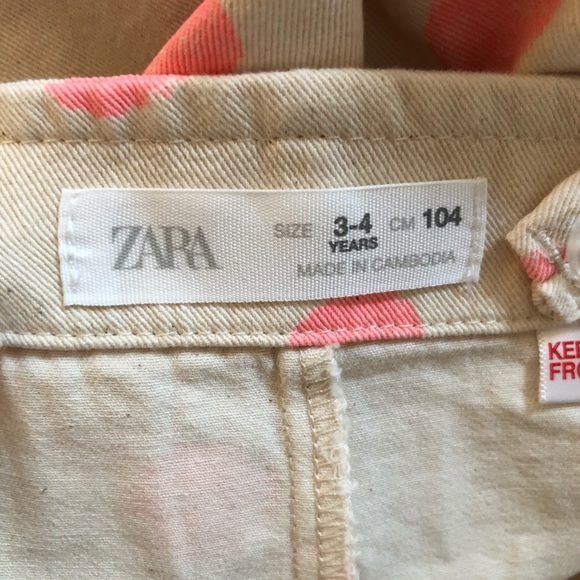 ZARA
SIZE 3-4 YEARS CM 104
MADE IN CAMBODIA